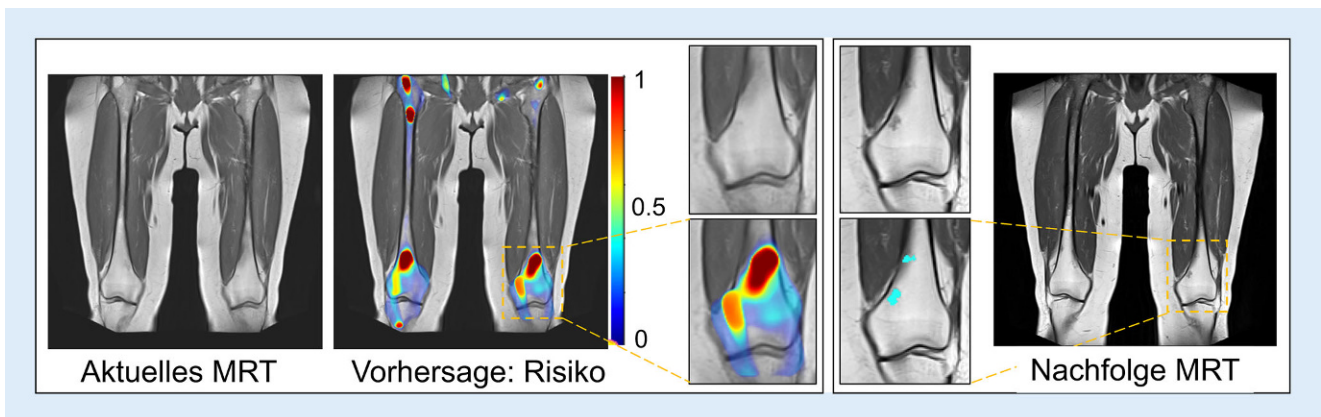 1
0.5
0
Aktuelles MRT
Vorhersage: Risiko
Nachfolge MRT